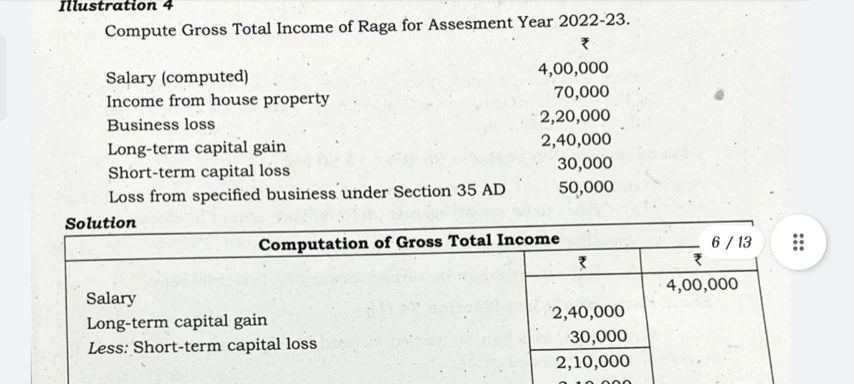 Illustration 4
Compute Gross Total Income of Raga for Assesment Year 2022-23.
₹
Salary (computed) 4,00,000
Income from house property 70,000
Business loss 2,20,000
Long-term capital gain 2,40,000
Short-term capital loss 30,000
Loss from specified business under Section 35 AD 50,000
Solution
Computation of Gross Total Income
6 / 13
₹ ₹
Salary 4,00,000
Long-term capital gain 2,40,000
Less: Short-term capital loss 30,000
2,10,000